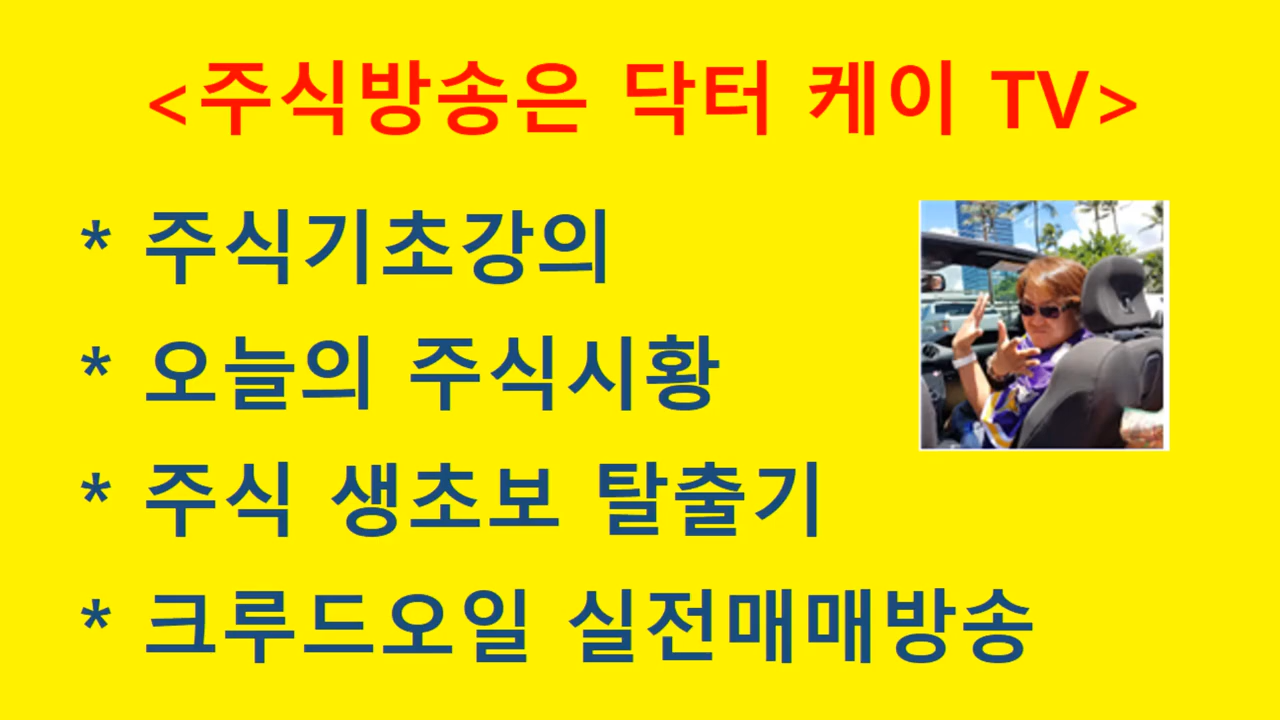 <주식방송은 닥터 케이 TV>
* 주식기초강의
* 오늘의 주식시황
* 주식 생초보 탈출기
* 크루드오일 실전매매방송